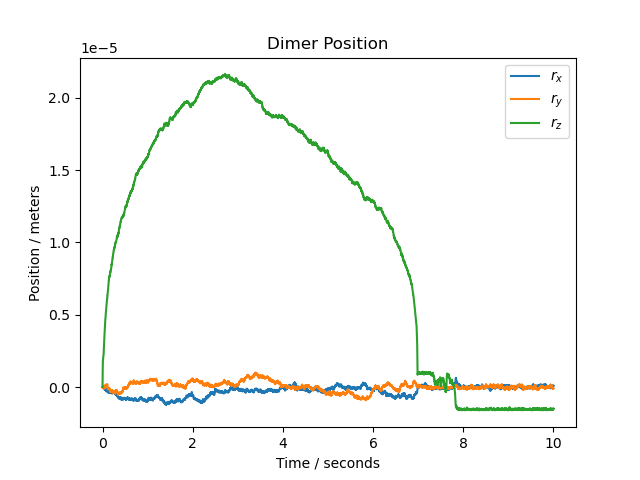 Dimer Position
1e−5
r_x
r_y
r_z
2.0
1.5
1.0
0.5
0.0
Position / meters
0 2 4 6 8 10
Time / seconds